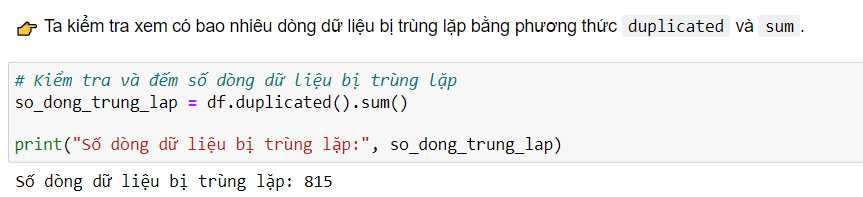 👉 Ta kiểm tra xem có bao nhiêu dòng dữ liệu bị trùng lặp bằng phương thức duplicated và sum.
# Kiểm tra và đếm số dòng dữ liệu bị trùng lặp
so_dong_trung_lap = df.duplicated().sum()
print("Số dòng dữ liệu bị trùng lặp:", so_dong_trung_lap)
Số dòng dữ liệu bị trùng lặp: 815